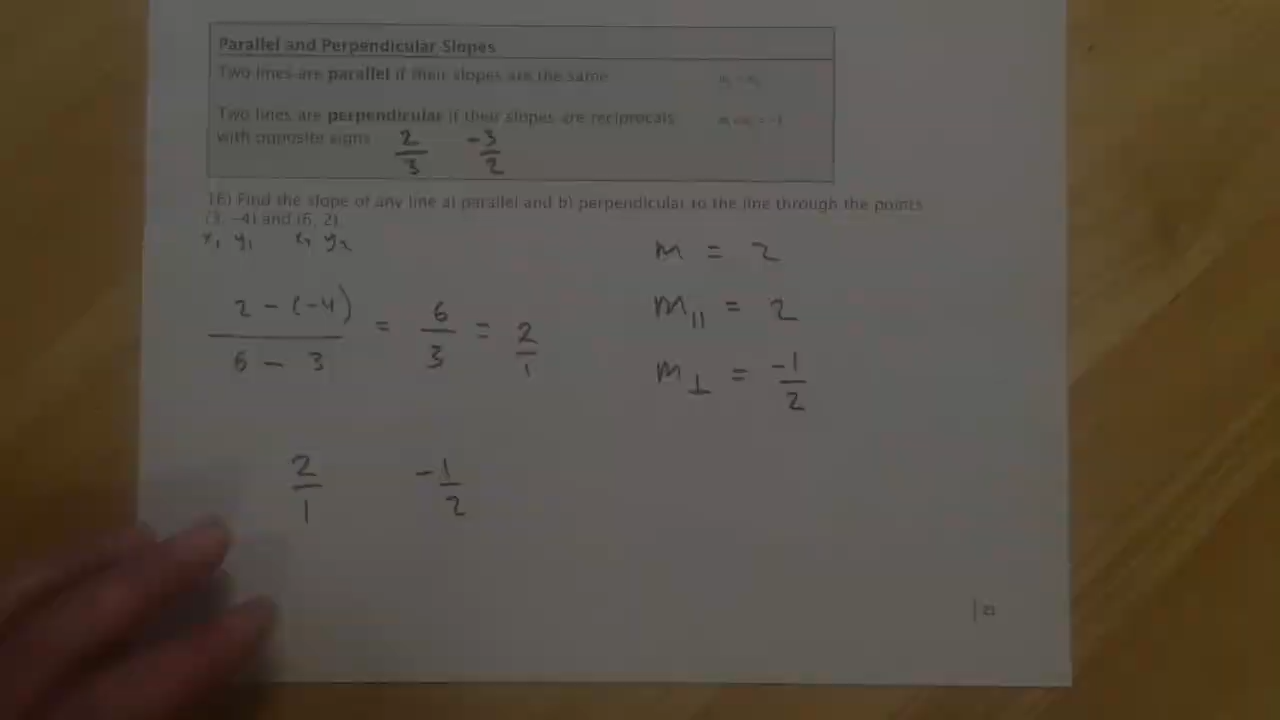 Parallel and Perpendicular Slopes
Two lines are parallel if their slopes are the same
Two lines are perpendicular if their slopes are reciprocals
with opposite signs
2/3 -3/2
16) Find the slope of any line a) parallel and b) perpendicular to the line through the points
(3, −4) and (6, 2).
x₁ y₁ x₂ y₂
(2 - (-4))/(6 - 3) = 6/3 = 2/1
m = 2
m|| = 2
m⊥ = -1/2
2/1 -1/2